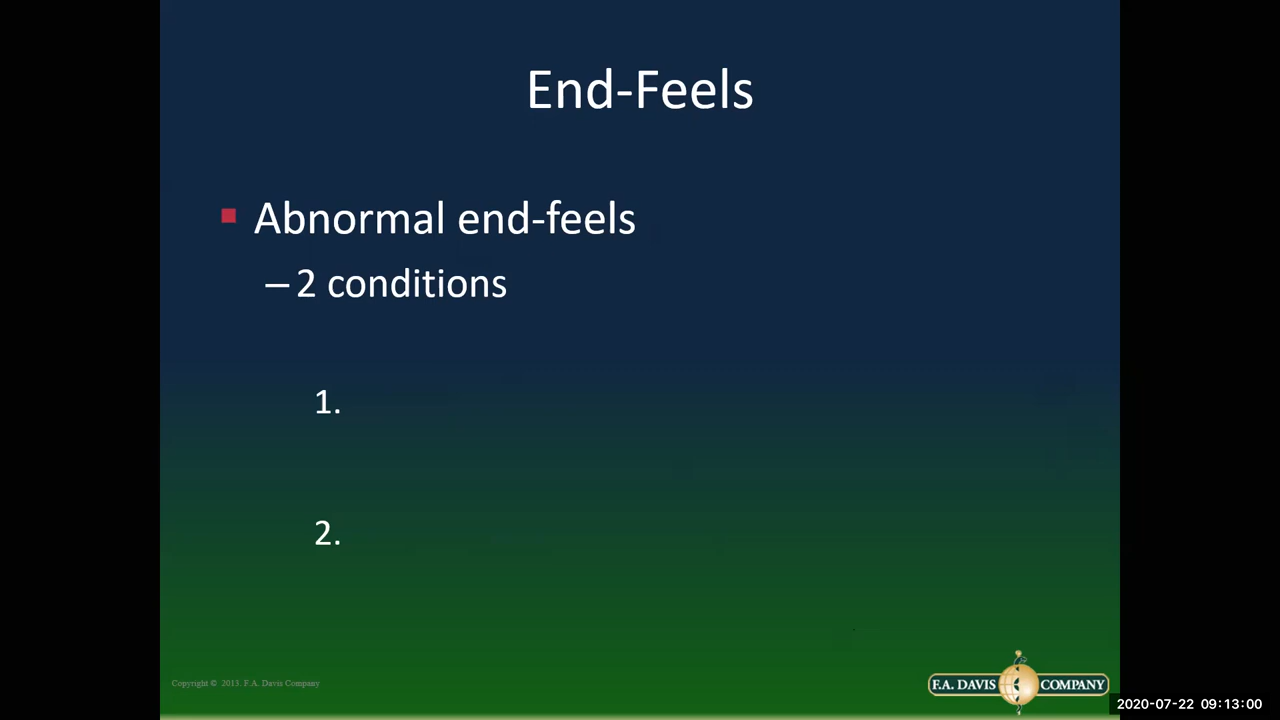 End-Feels
Abnormal end-feels
– 2 conditions
1.
2.
Copyright © 2013. F.A. Davis Company
F.A. DAVIS COMPANY
2020-07-22 09:13:00